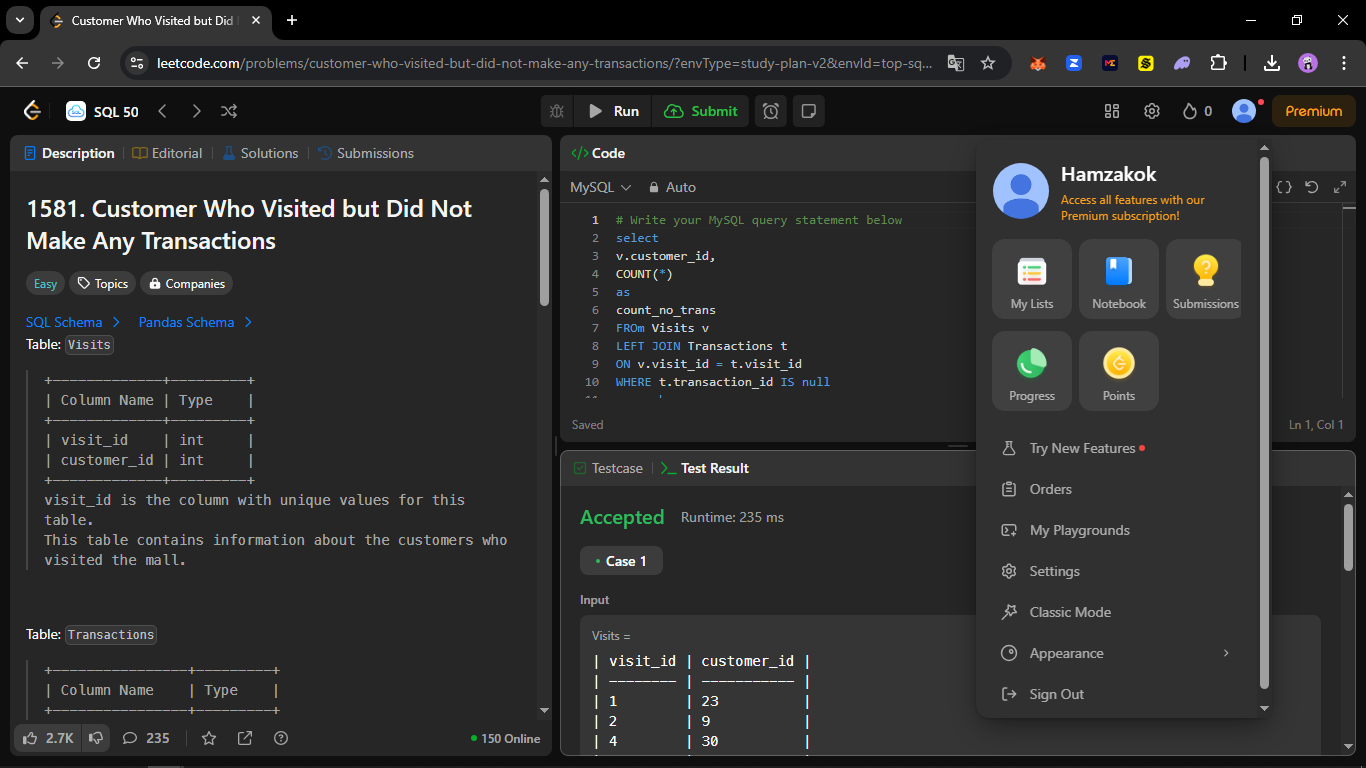 Customer Who Visited but Did
leetcode.com/problems/customer-who-visited-but-did-not-make-any-transactions/?envType=study-plan-v2&envId=top-sq...
SQL 50
Run
Submit
0
Premium
Description
Editorial
Solutions
Submissions
1581. Customer Who Visited but Did Not
Make Any Transactions
Easy
Topics
Companies
SQL Schema
Pandas Schema
Table: Visits
+-------------+---------+
| Column Name | Type    |
+-------------+---------+
| visit_id    | int     |
| customer_id | int     |
+-------------+---------+
visit_id is the column with unique values for this
table.
This table contains information about the customers who
visited the mall.
Table: Transactions
+----------------+---------+
| Column Name    | Type    |
+----------------+---------+
2.7K
235
150 Online
</> Code
MySQL
Auto
{}
1 # Write your MySQL query statement below
2 select
3 v.customer_id,
4 COUNT(*)
5 as
6 count_no_trans
7 FROm Visits v
8 LEFT JOIN Transactions t
9 ON v.visit_id = t.visit_id
10 WHERE t.transaction_id IS null
Saved
Ln 1, Col 1
Testcase
Test Result
Accepted
Runtime: 235 ms
Case 1
Input
Visits =
| visit_id | customer_id |
| -------- | ----------- |
| 1        | 23          |
| 2        | 9           |
| 4        | 30          |
Hamzakok
Access all features with our
Premium subscription!
My Lists
Notebook
Submissions
Progress
Points
Try New Features
Orders
My Playgrounds
Settings
Classic Mode
Appearance
Sign Out